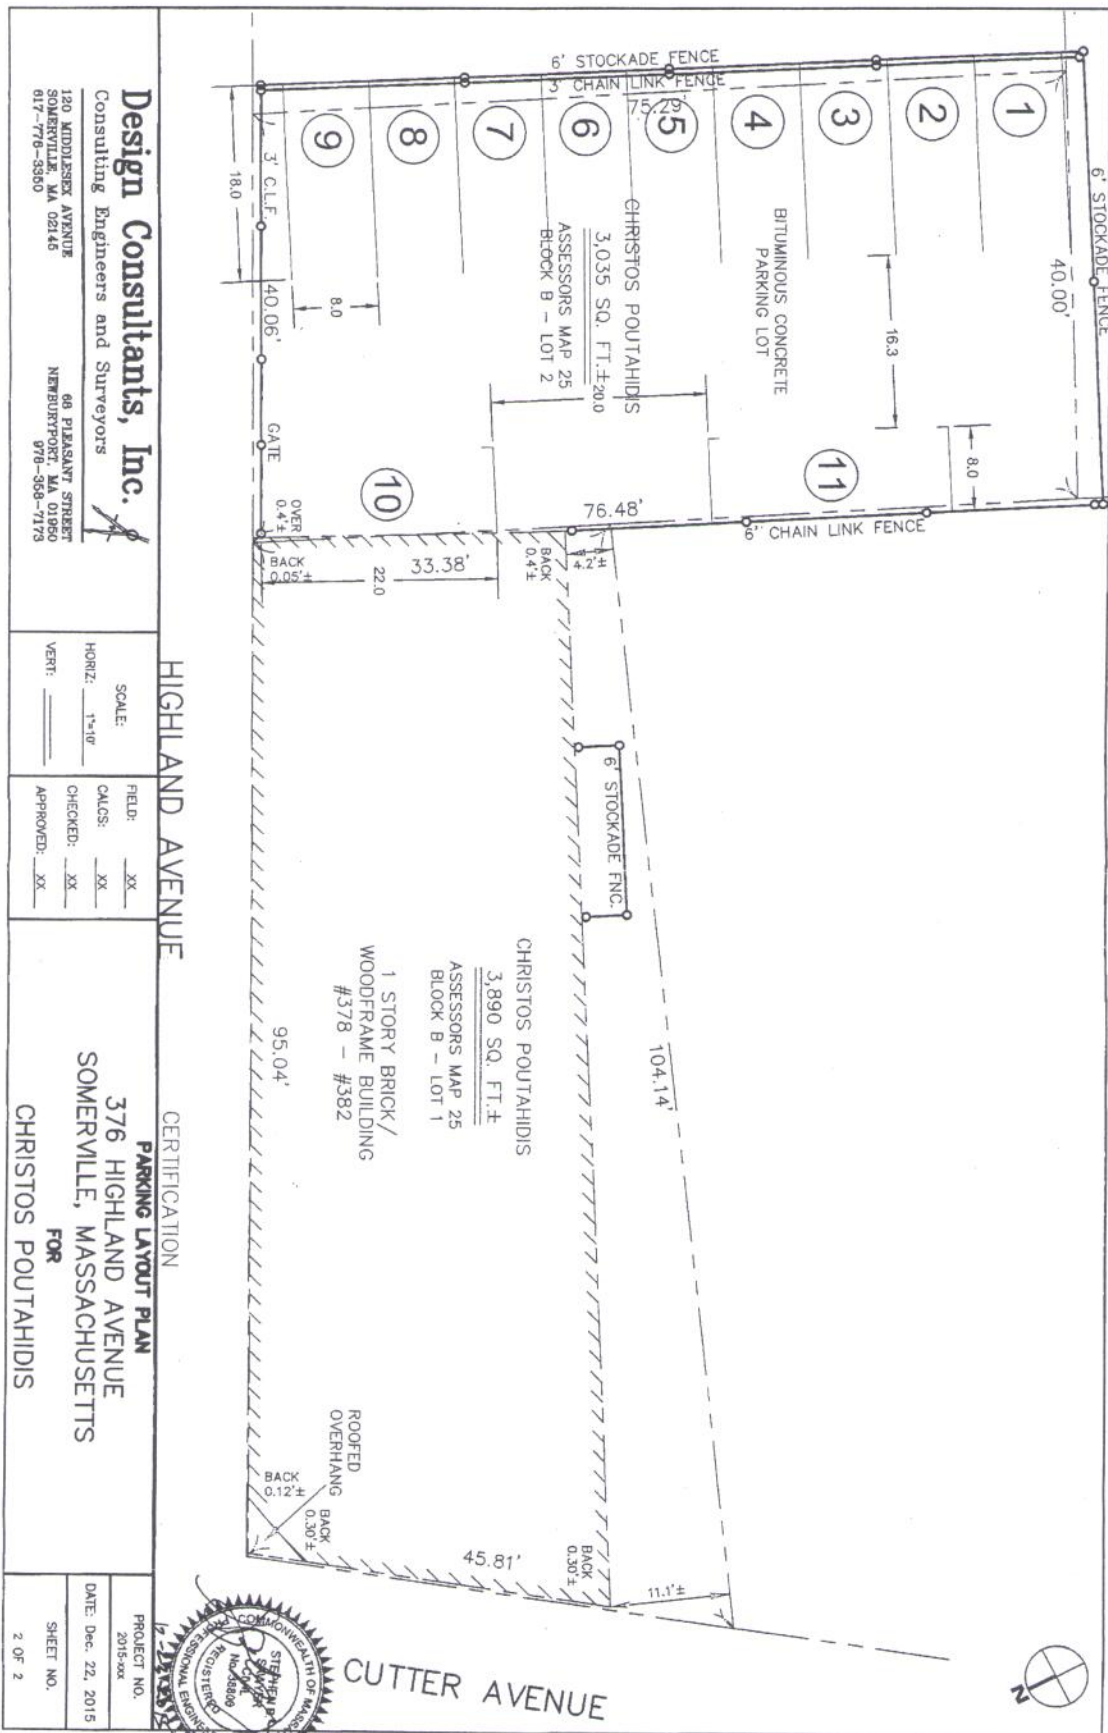 6' STOCKADE FENCE
3' CHAIN LINK FENCE
75.29'
6' STOCKADE FENCE
40.00'
1
2
3
4
5
6
7
8
9
10
11
BITUMINOUS CONCRETE
PARKING LOT
16.3
8.0
CHRISTOS POUTAHIDIS
3,035 SQ. FT.±
ASSESSORS MAP 25
BLOCK B - LOT 2
20.0
8.0
18.0
3' C.L.F.
40.06'
GATE
OVER
0.4'±
76.48'
6' CHAIN LINK FENCE
BACK
0.05'±
33.38'
22.0
BACK
0.4'±
4.2'±
6' STOCKADE FNC.
104.14'
CHRISTOS POUTAHIDIS
3,890 SQ. FT.±
ASSESSORS MAP 25
BLOCK B - LOT 1
1 STORY BRICK/
WOODFRAME BUILDING
#378 - #382
95.04'
ROOFED
OVERHANG
BACK
0.12'±
BACK
0.30'±
45.81'
BACK
0.30'±
11.1'±
HIGHLAND AVENUE
CUTTER AVENUE
N
CERTIFICATION
Design Consultants, Inc.
Consulting Engineers and Surveyors
120 MIDDLESEX AVENUE
SOMERVILLE, MA 02145
617-776-3350
68 PLEASANT STREET
NEWBURYPORT, MA 01950
978-358-7173
SCALE:
HORIZ: 1"=10'
VERT:
FIELD: XX
CALCS: XX
CHECKED: XX
APPROVED: XX
PARKING LAYOUT PLAN
376 HIGHLAND AVENUE
SOMERVILLE, MASSACHUSETTS
FOR
CHRISTOS POUTAHIDIS
PROJECT NO.
2015-xxx
DATE: Dec. 22, 2015
SHEET NO.
2 OF 2
COMMONWEALTH OF
STEPHEN
SAWYER
CIVIL
No. 38809
REGISTERED
PROFESSIONAL